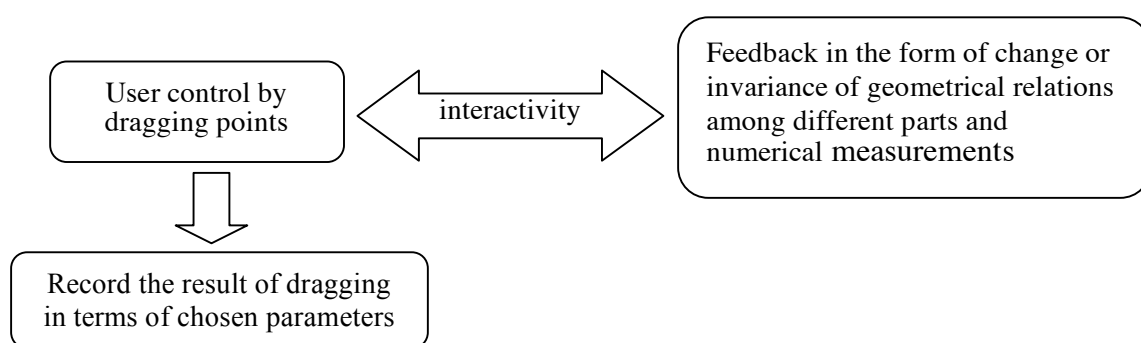 User control by
dragging points
interactivity
Feedback in the form of change or
invariance of geometrical relations
among different parts and
numerical measurements
Record the result of dragging
in terms of chosen parameters